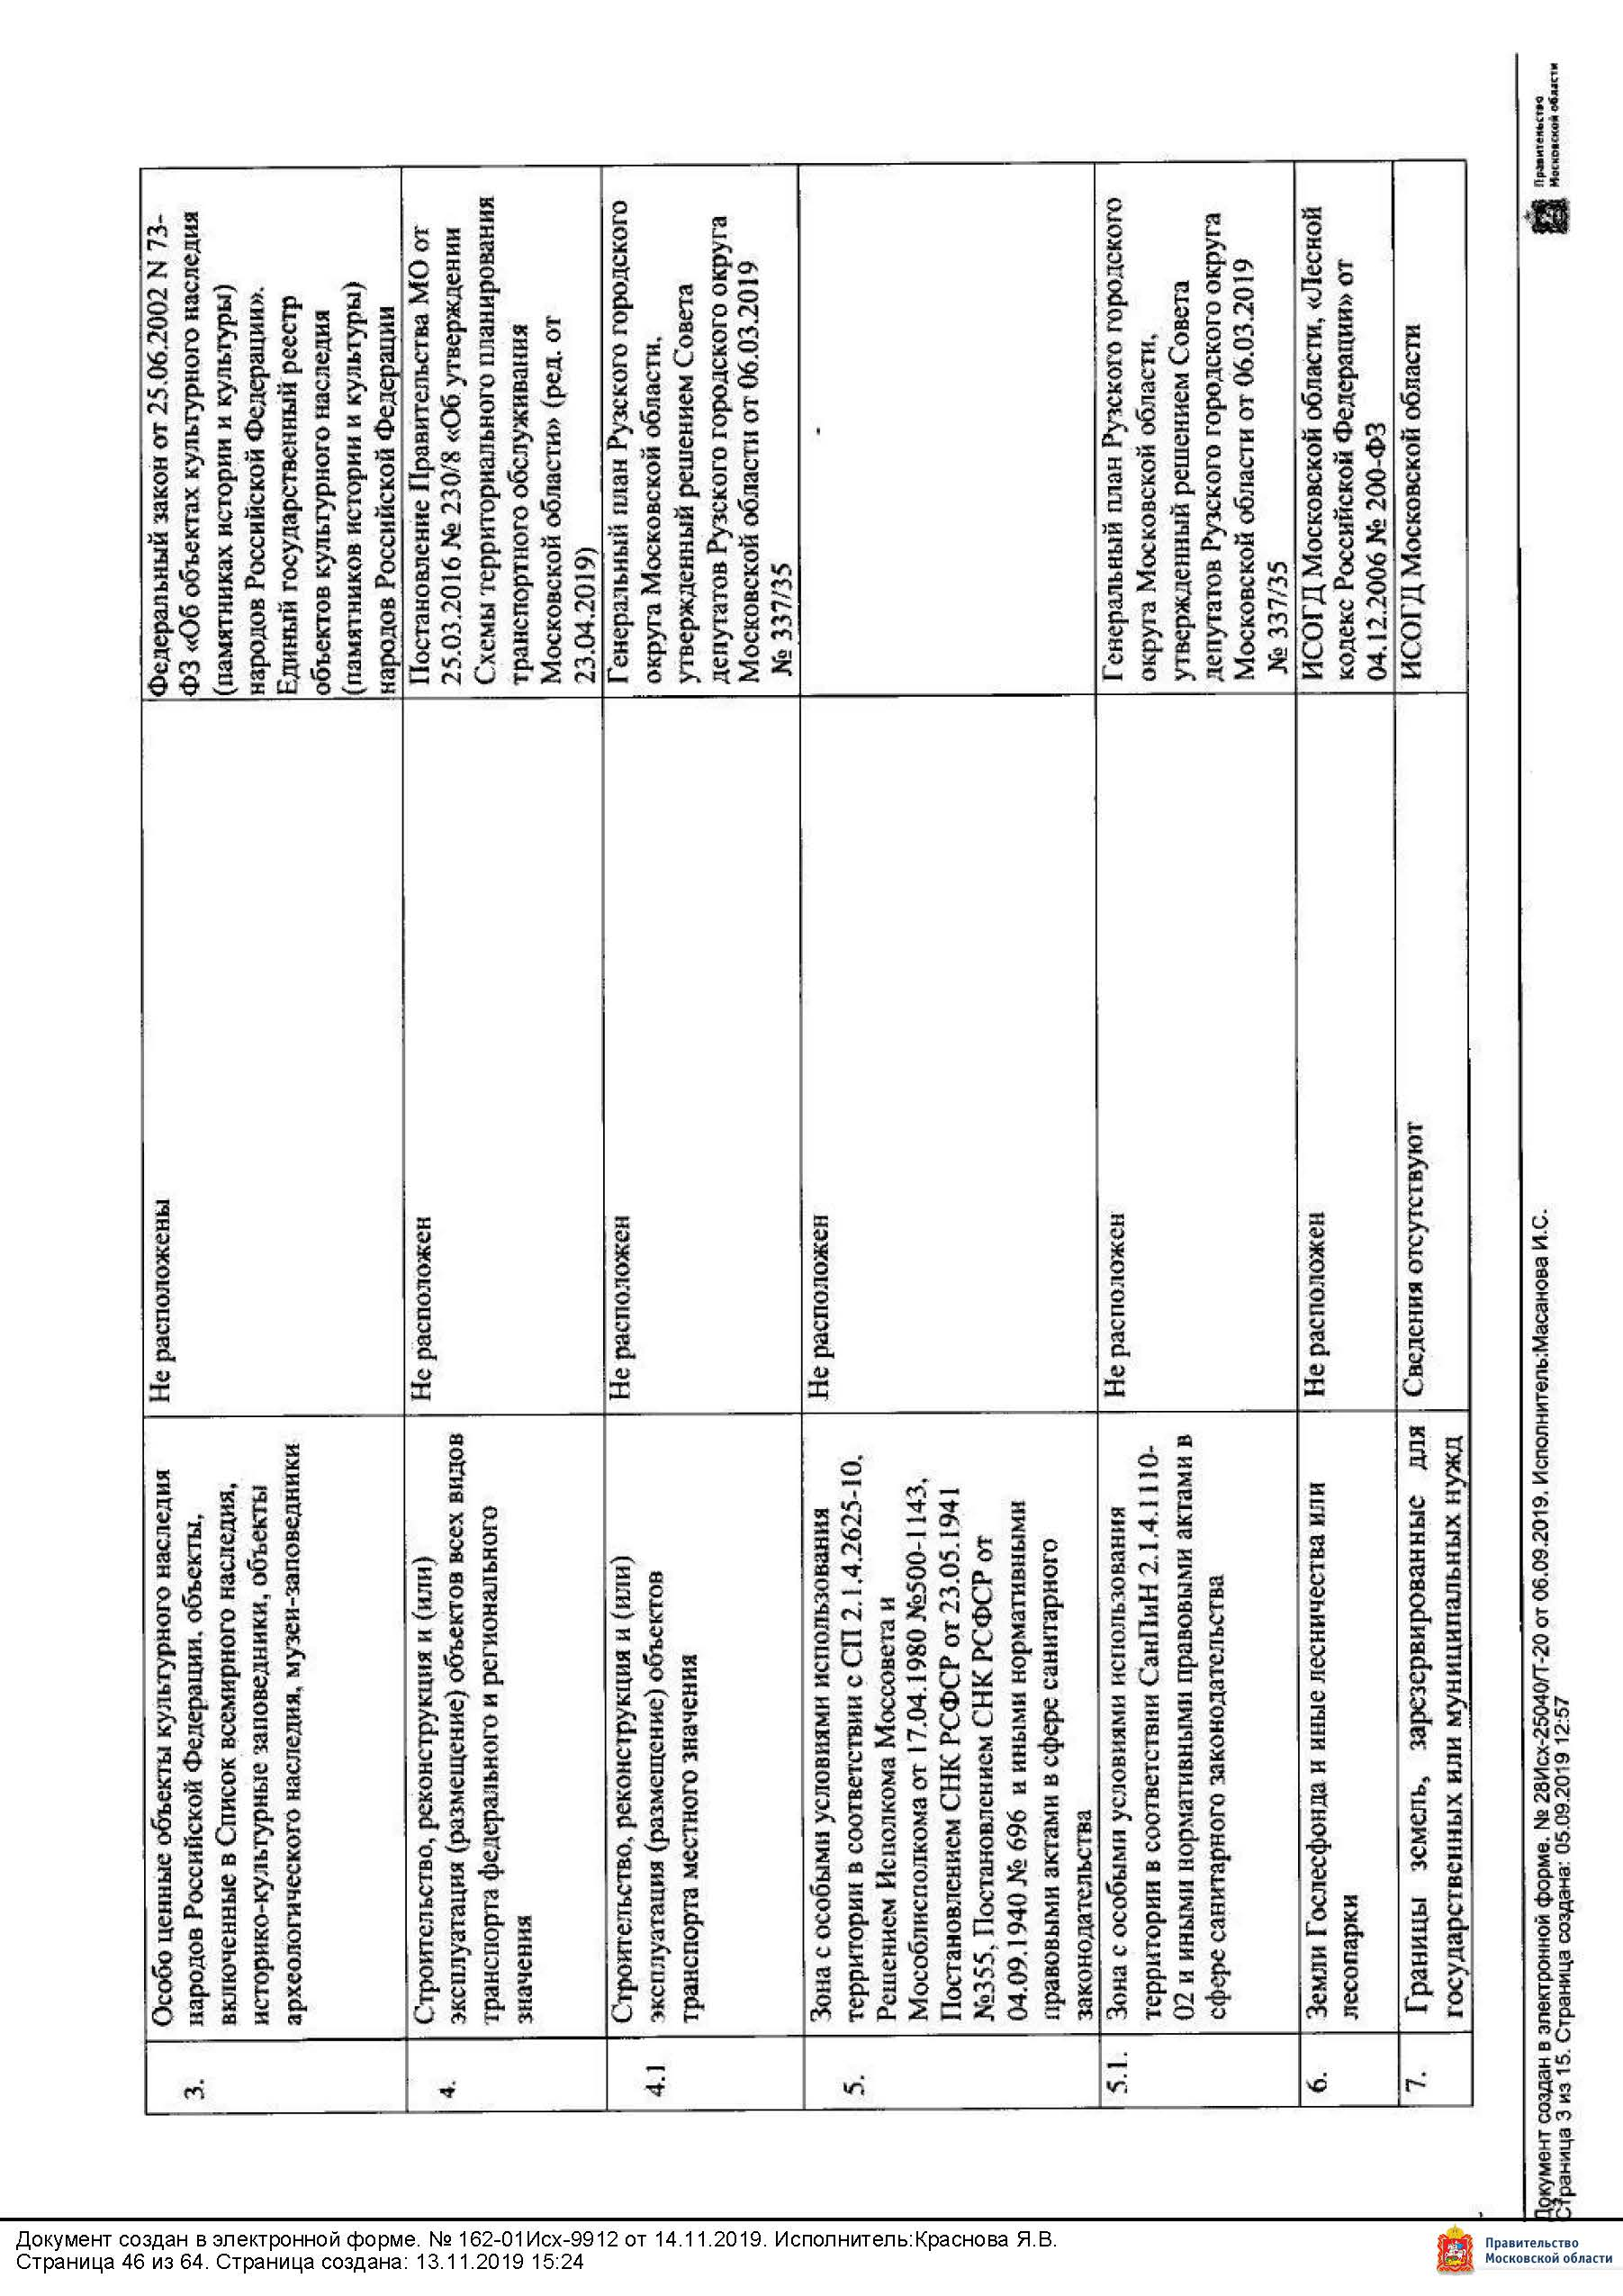 3.
Особо ценные объекты культурного наследия
народов Российской Федерации, объекты,
включенные в Список всемирного наследия,
историко-культурные заповедники, объекты
археологического наследия, музеи-заповедники
Не расположены
Федеральный закон от 25.06.2002 N 73-
ФЗ «Об объектах культурного наследия
(памятниках истории и культуры)
народов Российской Федерации».
Единый государственный реестр
объектов культурного наследия
(памятников истории и культуры)
народов Российской Федерации
4.
Строительство, реконструкция и (или)
эксплуатация (размещение) объектов всех видов
транспорта федерального и регионального
значения
Не расположен
Постановление Правительства МО от
25.03.2016 № 230/8 «Об утверждении
Схемы территориального планирования
транспортного обслуживания
Московской области» (ред. от
23.04.2019)
4.1
Строительство, реконструкция и (или)
эксплуатация (размещение) объектов
транспорта местного значения
Не расположен
Генеральный план Рузского городского
округа Московской области,
утвержденный решением Совета
депутатов Рузского городского округа
Московской области от 06.03.2019
№ 337/35
5.
Зона с особыми условиями использования
территории в соответствии с СП 2.1.4.2625-10,
Решением Исполкома Моссовета и
Мособлисполкома от 17.04.1980 №500-1143,
Постановлением СНК РСФСР от 23.05.1941
№355, Постановлением СНК РСФСР от
04.09.1940 № 696 и иными нормативными
правовыми актами в сфере санитарного
законодательства
Не расположен
-
5.1.
Зона с особыми условиями использования
территории в соответствии СанПиН 2.1.4.1110-
02 и иными нормативными правовыми актами в
сфере санитарного законодательства
Не расположен
Генеральный план Рузского городского
округа Московской области,
утвержденный решением Совета
депутатов Рузского городского округа
Московской области от 06.03.2019
№ 337/35
6.
Земли Гослесфонда и иные лесничества или
лесопарки
Не расположен
ИСОГД Московской области, «Лесной
кодекс Российской Федерации» от
04.12.2006 № 200-ФЗ
7.
Границы земель, зарезервированные для
государственных или муниципальных нужд
Сведения отсутствуют
ИСОГД Московской области
Документ создан в электронной форме. № 28Исх-25040/Т-20 от 06.09.2019. Исполнитель:Масанова И.С.
Страница 3 из 15. Страница создана: 05.09.2019 12:57
Правительство
Московской области
Документ создан в электронной форме. № 162-01Исх-9912 от 14.11.2019. Исполнитель:Краснова Я.В.
Страница 46 из 64. Страница создана: 13.11.2019 15:24
Правительство
Московской области